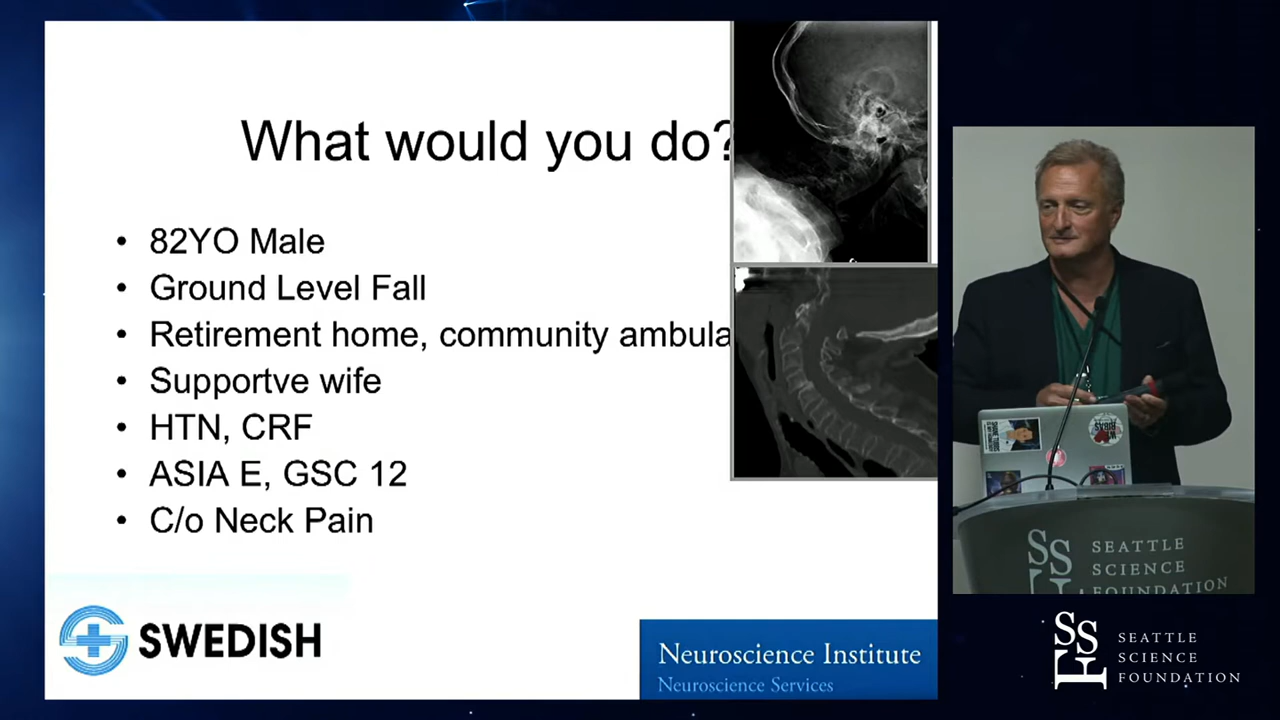 What would you do?
• 82YO Male
• Ground Level Fall
• Retirement home, community ambula
• Supportve wife
• HTN, CRF
• ASIA E, GSC 12
• C/o Neck Pain
SWEDISH
Neuroscience Institute
Neuroscience Services
SEATTLE
SCIENCE
FOUNDATION
SSF
SEATTLE
SCIENCE
FOUNDATION